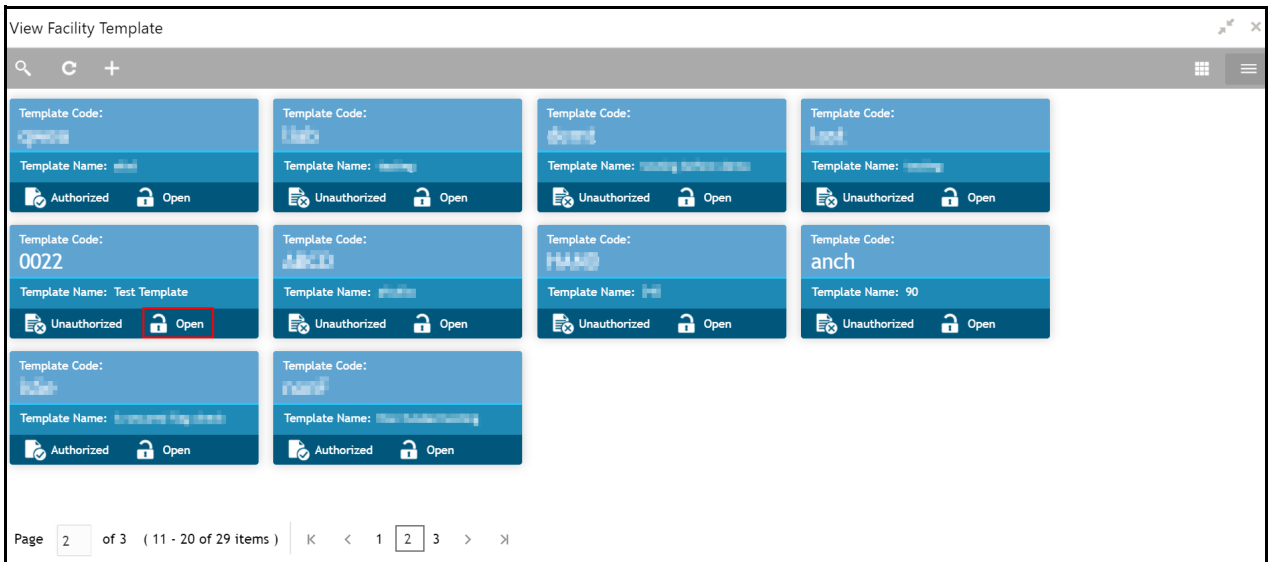 View Facility Template
Template Code: Template Code: Template Code: Template Code:
Template Name: Template Name: Template Name: Template Name:
Authorized Open Unauthorized Open Unauthorized Open Unauthorized Open
Template Code: Template Code: Template Code: Template Code:
0022 ABCD anch
Template Name: Test Template Template Name: Template Name: Template Name: 90
Unauthorized Open Unauthorized Open Unauthorized Open Unauthorized Open
Template Code: Template Code:
Template Name: Template Name:
Authorized Open Authorized Open
Page 2 of 3 ( 11 - 20 of 29 items ) 1 2 3